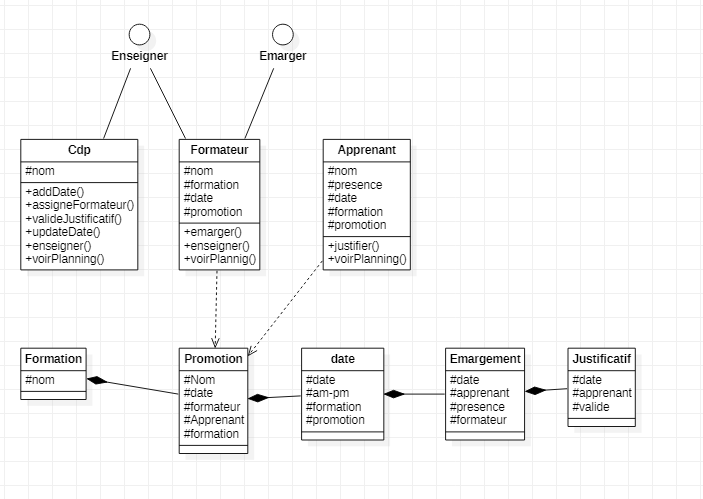 Enseigner
Emarger
Cdp
#nom
+addDate()
+assigneFormateur()
+valideJustificatif()
+updateDate()
+enseigner()
+voirPlanning()
Formateur
#nom
#formation
#date
#promotion
+emarger()
+enseigner()
+voirPlannig()
Apprenant
#nom
#presence
#date
#formation
#promotion
+justifier()
+voirPlanning()
Formation
#nom
Promotion
#Nom
#date
#formateur
#Apprenant
#formation
date
#date
#am-pm
#formation
#promotion
Emargement
#date
#apprenant
#presence
#formateur
Justificatif
#date
#apprenant
#valide